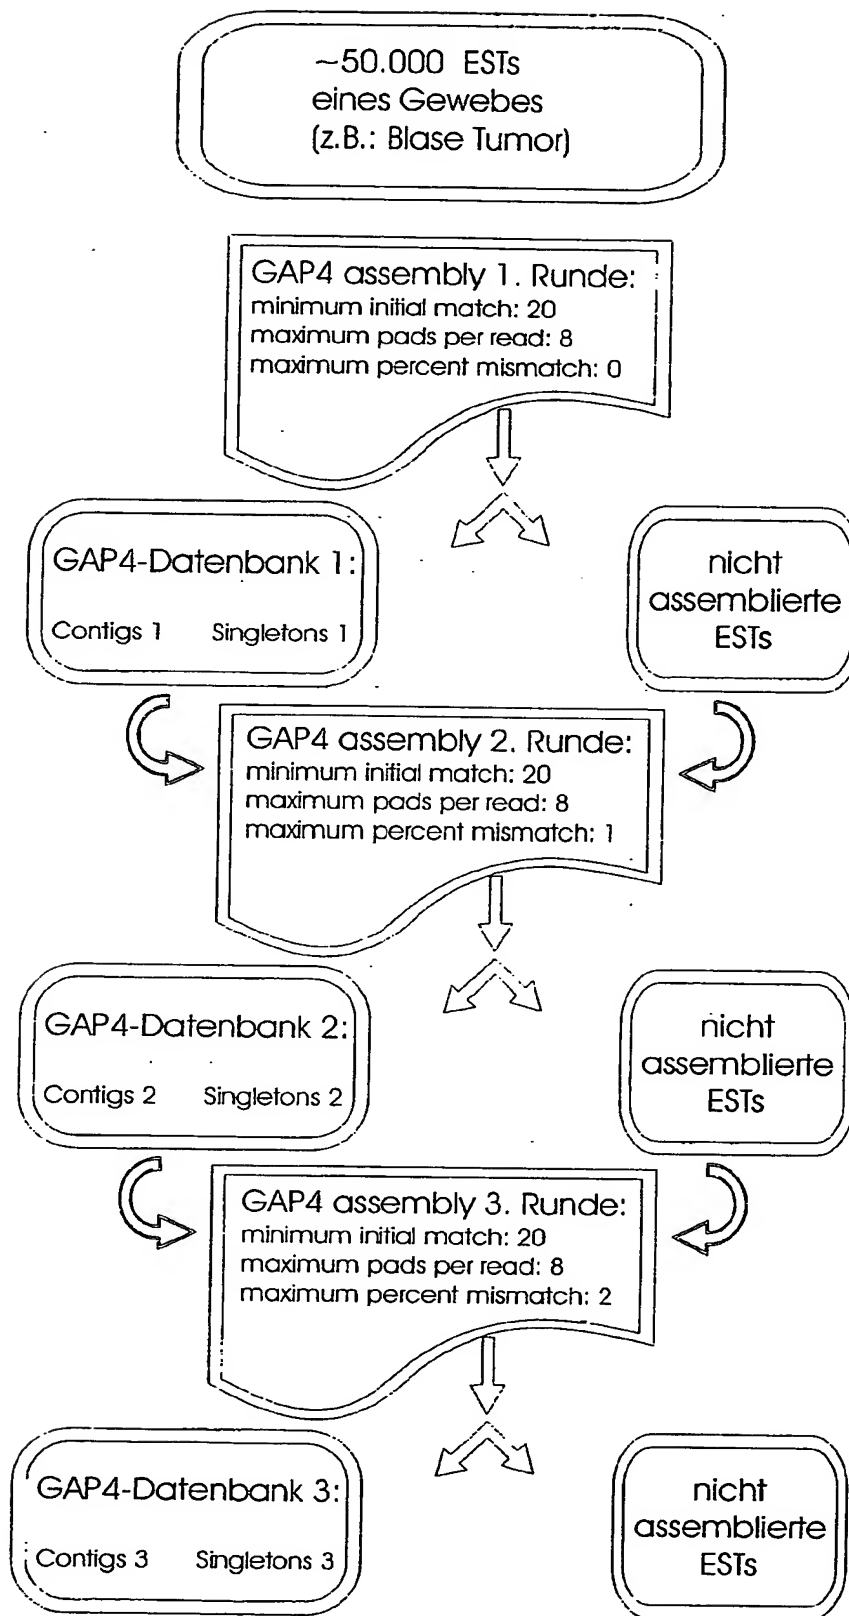 ~50.000 ESTs
eines Gewebes
(z.B.: Blase Tumor)
GAP4 assembly 1. Runde:
minimum initial match: 20
maximum pads per read: 8
maximum percent mismatch: 0
GAP4-Datenbank 1:
Contigs 1 Singletons 1
nicht
assemblierte
ESTs
GAP4 assembly 2. Runde:
minimum initial match: 20
maximum pads per read: 8
maximum percent mismatch: 1
GAP4-Datenbank 2:
Contigs 2 Singletons 2
nicht
assemblierte
ESTs
GAP4 assembly 3. Runde:
minimum initial match: 20
maximum pads per read: 8
maximum percent mismatch: 2
GAP4-Datenbank 3:
Contigs 3 Singletons 3
nicht
assemblierte
ESTs